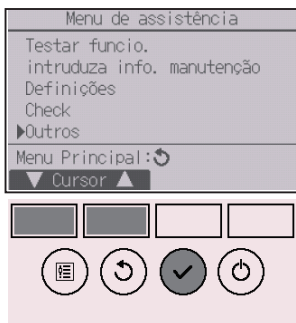 Menu de assistência
Testar funcio.
intruduza info. manutenção
Definições
Check
▶Outros
Menu Principal:
▼ Cursor ▲